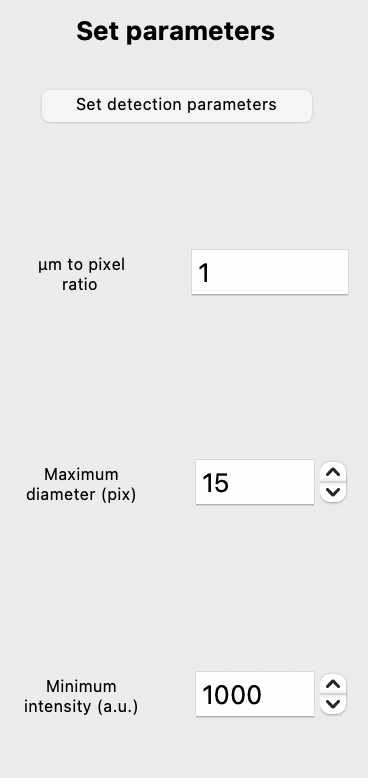 Set parameters
Set detection parameters
µm to pixel
ratio
1
Maximum
diameter (pix)
15
Minimum
intensity (a.u.)
1000